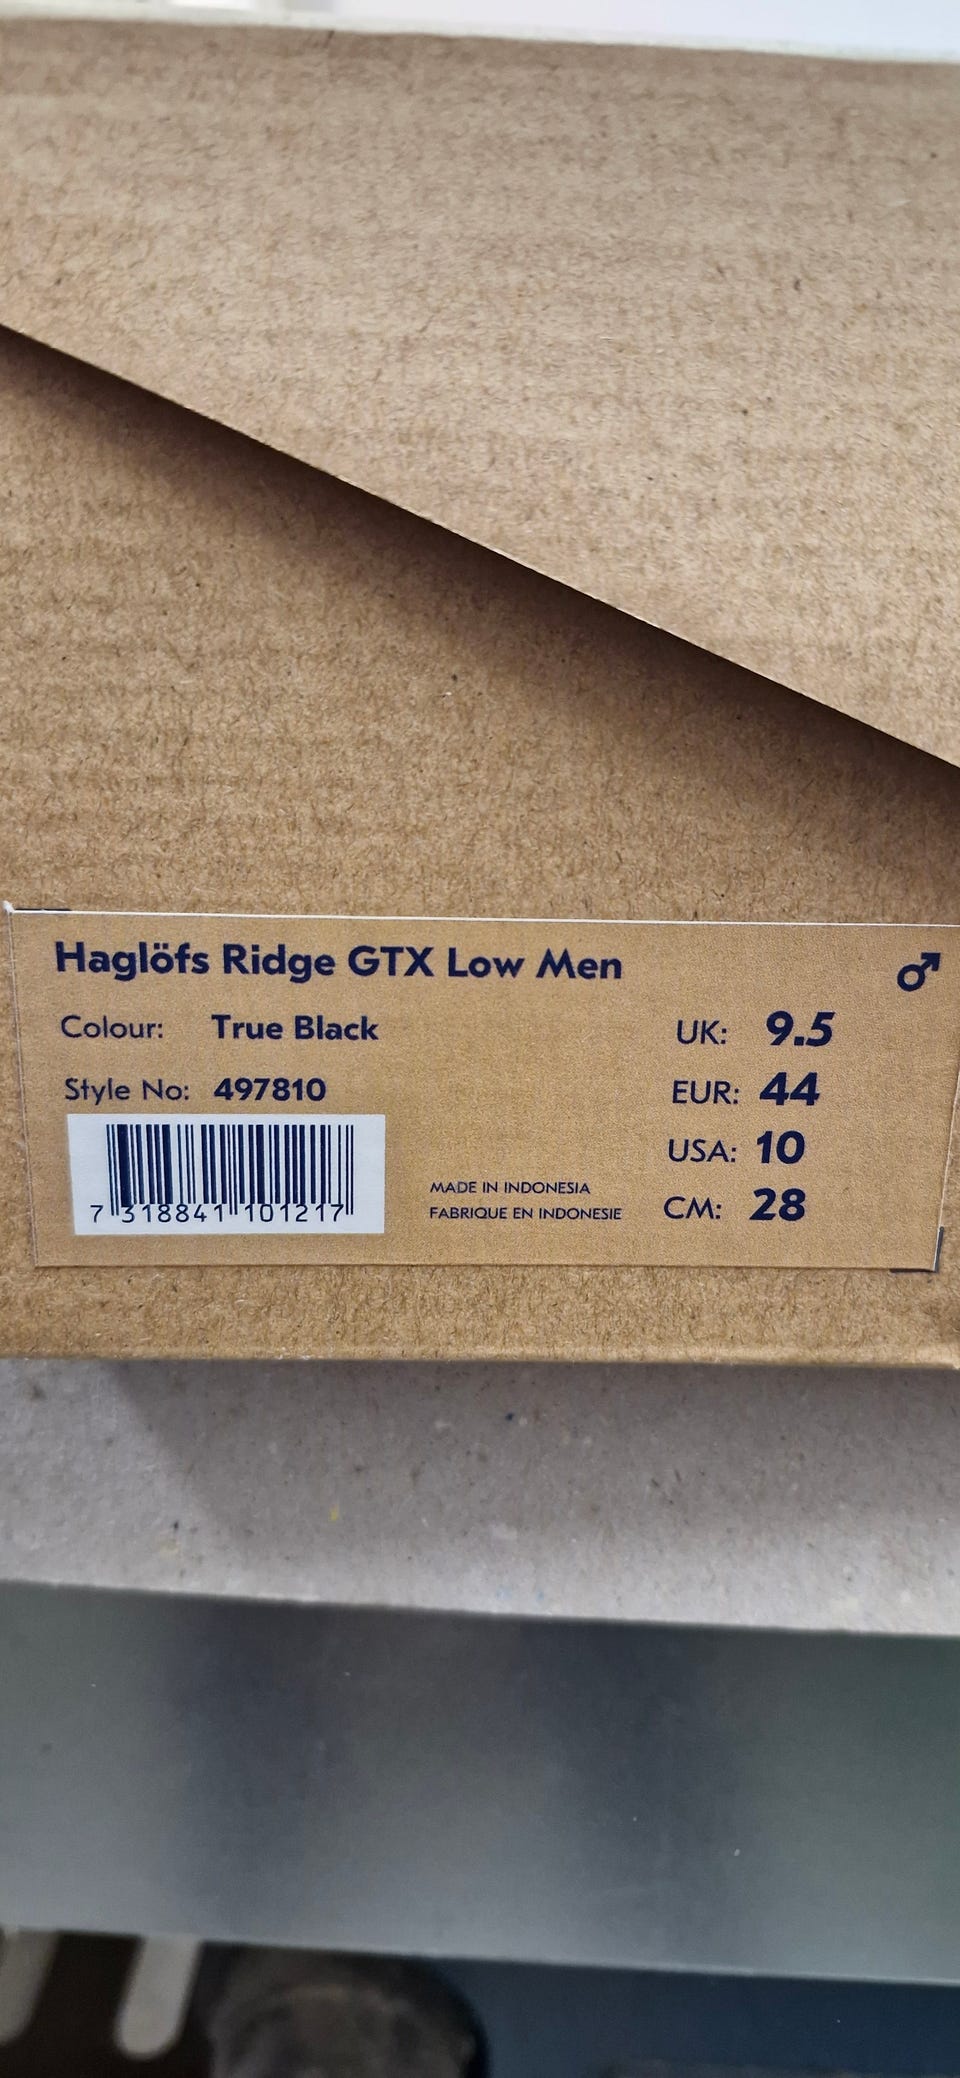 Haglöfs Ridge GTX Low Men ♂
Colour: True Black
Style No: 497810
7 318841 101217
MADE IN INDONESIA
FABRIQUE EN INDONESIE
UK: 9.5
EUR: 44
USA: 10
CM: 28